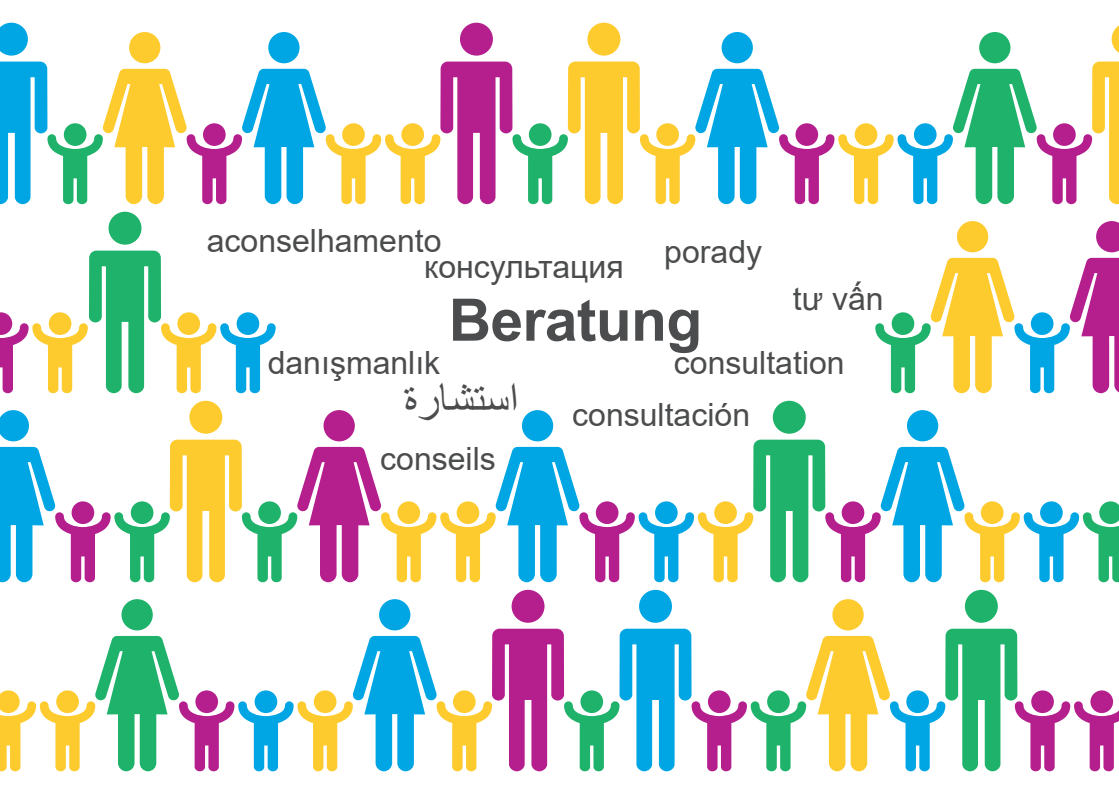 aconselhamento
консультация
porady
Beratung
tư vấn
danışmanlık
consultation
استشارة
consultación
conseils